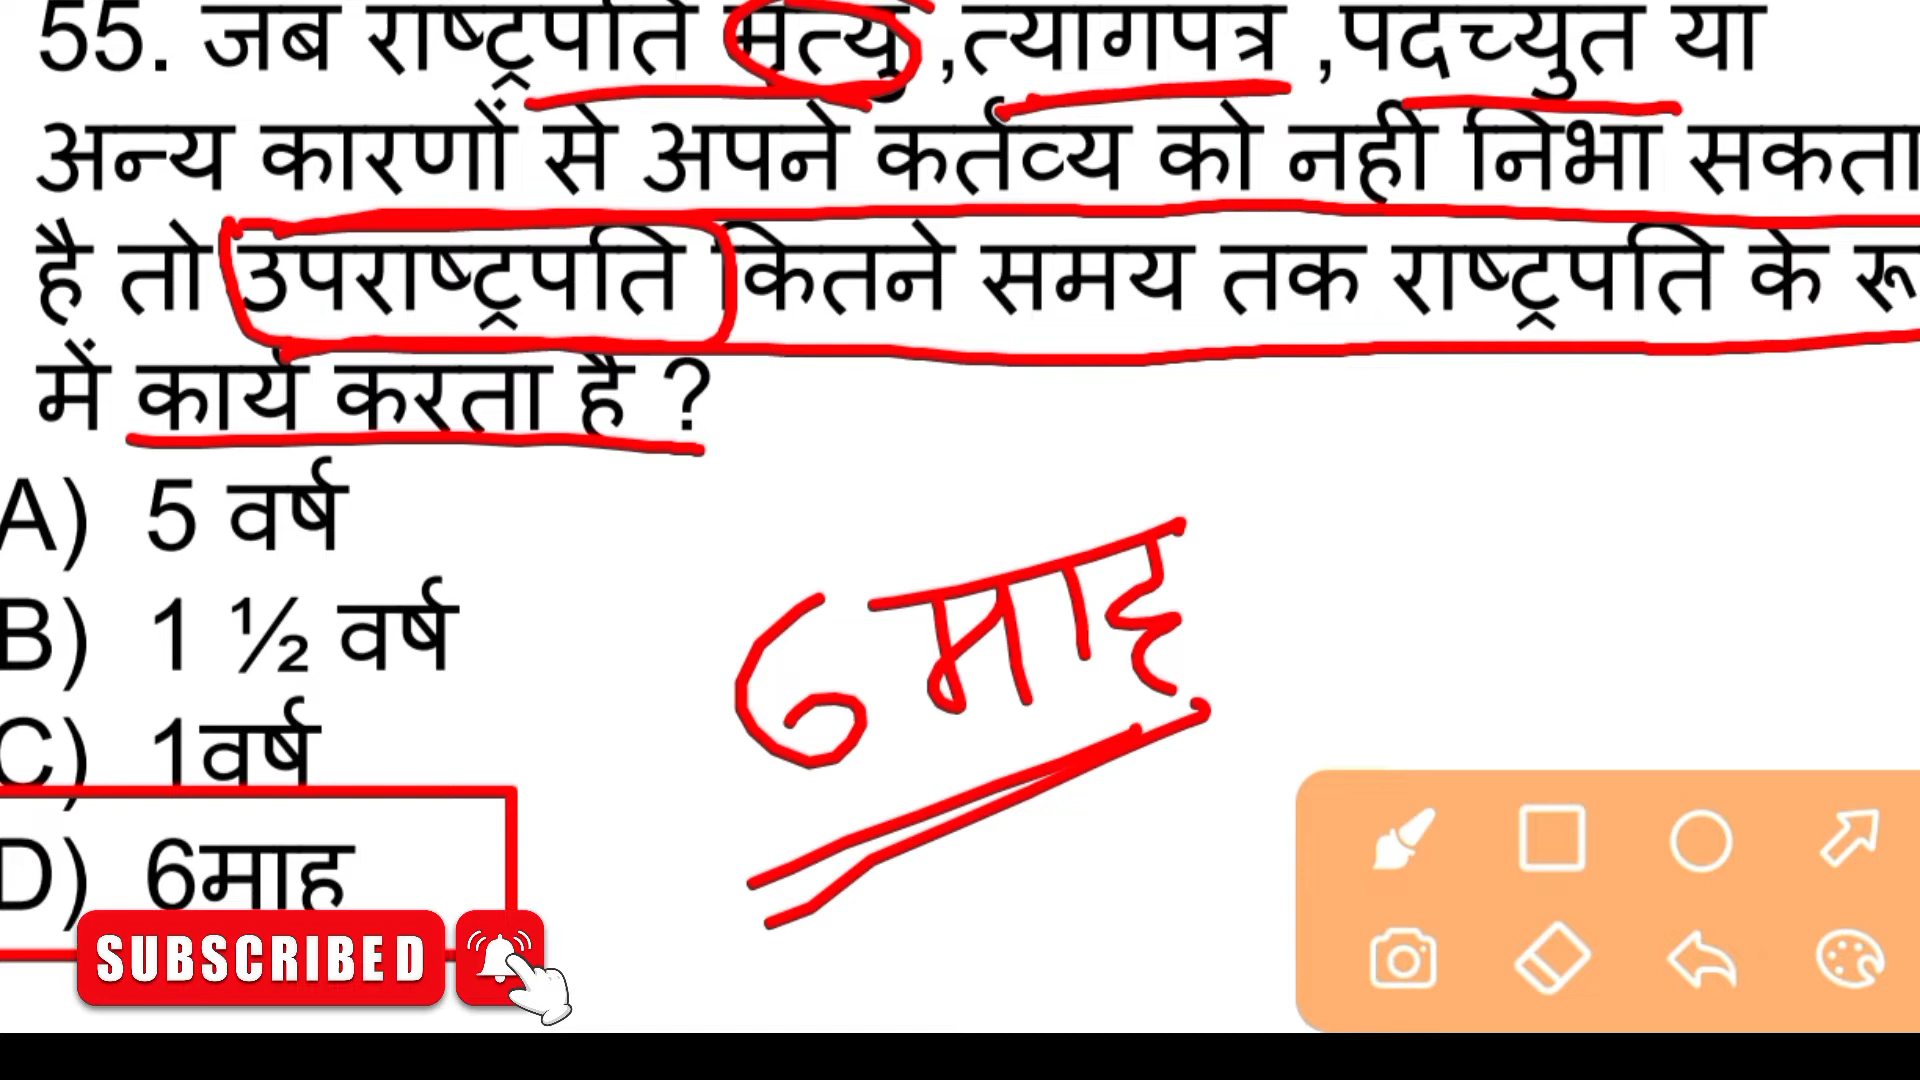 55. जब राष्ट्रपति मृत्यु ,त्यागपत्र ,पदच्युत या
अन्य कारणों से अपने कर्तव्य को नहीं निभा सकता
है तो उपराष्ट्रपति कितने समय तक राष्ट्रपति के रू
में कार्य करता है ?
A) 5 वर्ष
B) 1 ½ वर्ष
C) 1वर्ष
D) 6माह
6 माह
SUBSCRIBED